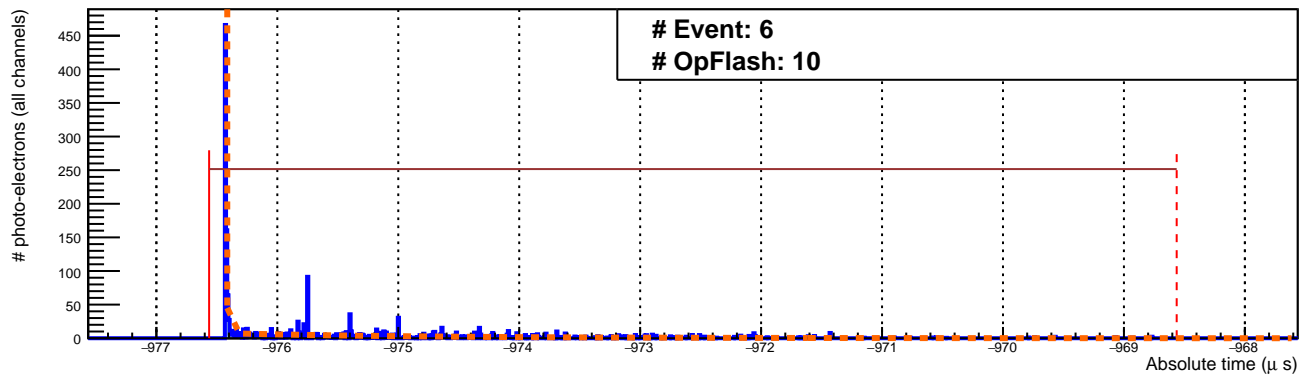 # Event: 6
# OpFlash: 10
# photo-electrons (all channels)
450
400
350
300
250
200
150
100
50
0
−977 −976 −975 −974 −973 −972 −971 −970 −969 −968
Absolute time (μ s)